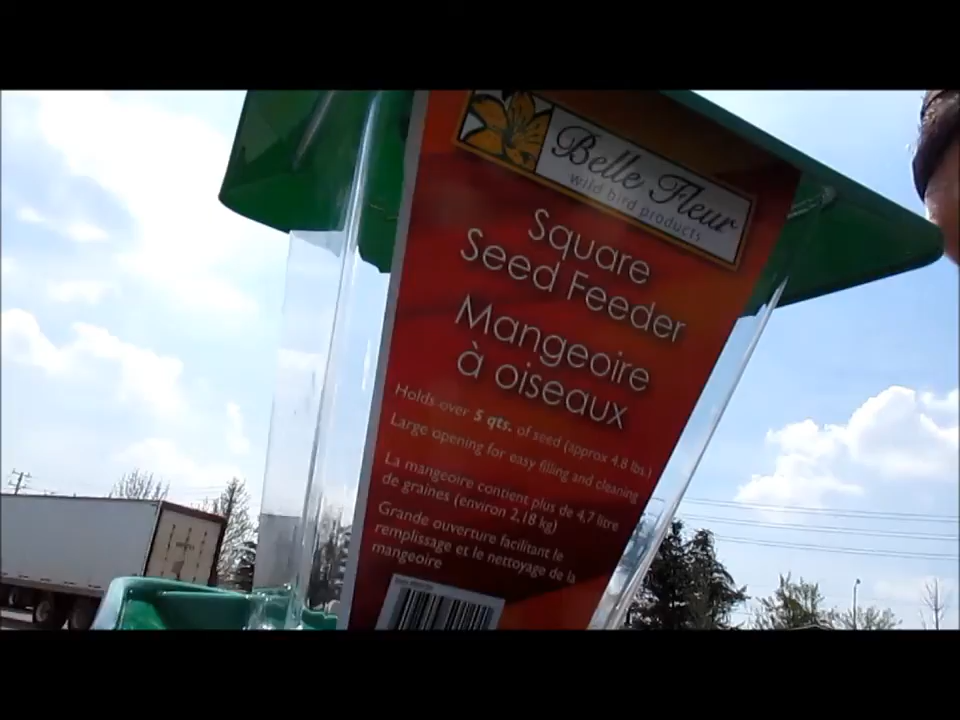 Belle Fleur
wild bird products
Square
Seed Feeder
Mangeoire
à oiseaux
Holds over 5 qts. of seed (approx 4.8 lbs.)
Large opening for easy filling and cleaning
La mangeoire contient plus de 4,7 litre
de graines (environ 2,18 kg)
Grande ouverture facilitant le
remplissage et le nettoyage de la
mangeoire